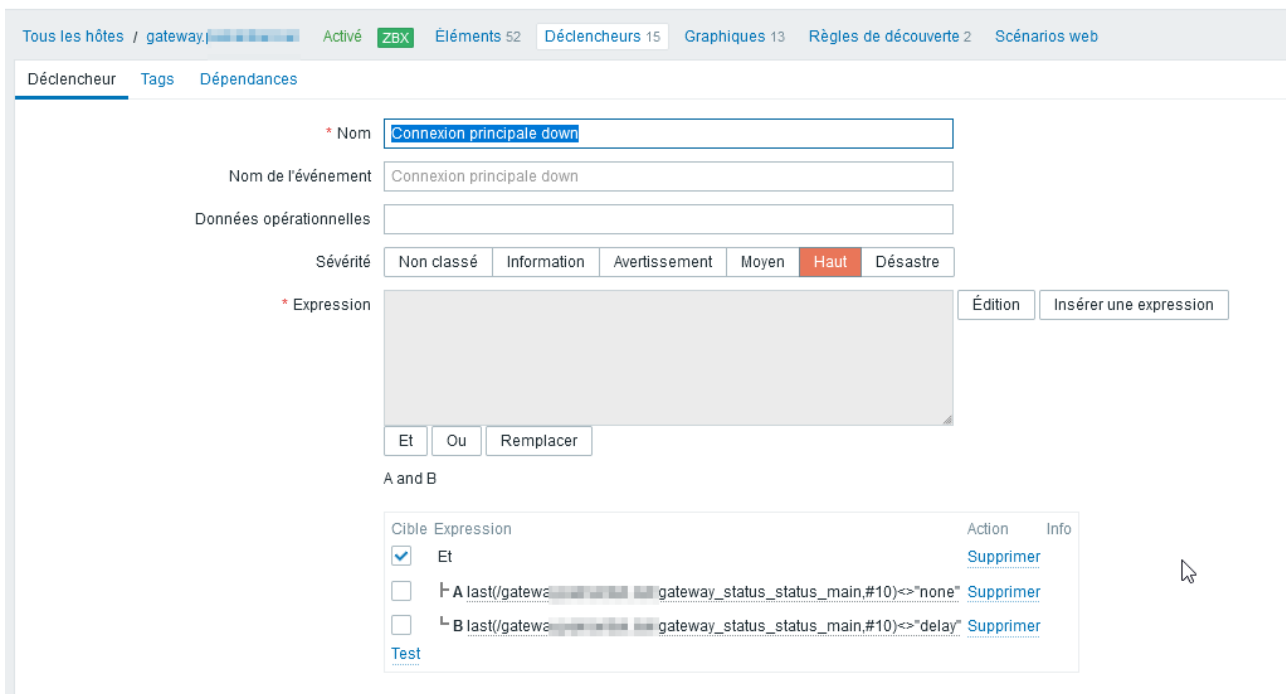 Tous les hôtes / gateway. Activé ZBX Éléments 52 Déclencheurs 15 Graphiques 13 Règles de découverte 2 Scénarios web
Déclencheur Tags Dépendances
* Nom Connexion principale down
Nom de l'événement Connexion principale down
Données opérationnelles
Sévérité Non classé Information Avertissement Moyen Haut Désastre
* Expression Édition Insérer une expression
Et Ou Remplacer
A and B
Cible Expression Action Info
Et Supprimer
A last(/gatewa gateway_status_status_main,#10)<>"none" Supprimer
B last(/gatewa gateway_status_status_main,#10)<>"delay" Supprimer
Test